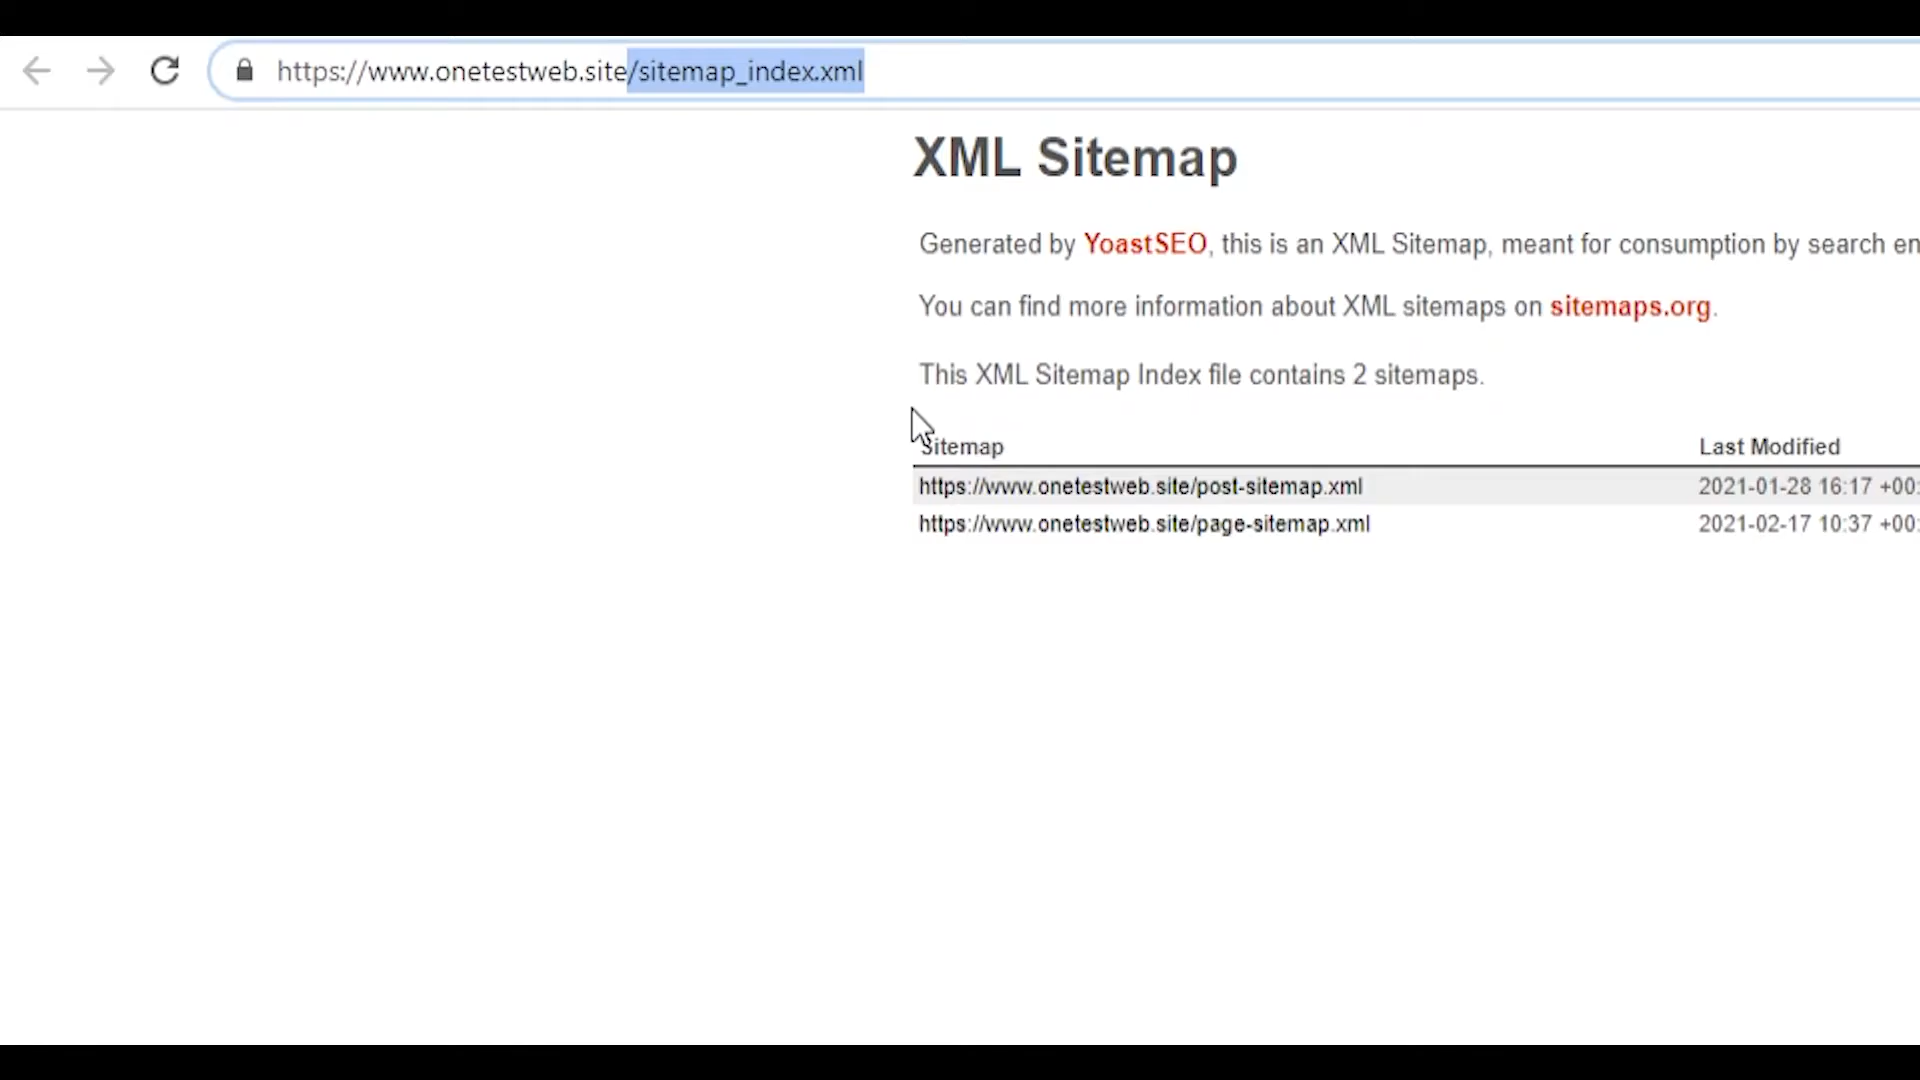 https://www.onetestweb.site/sitemap_index.xml
XML Sitemap
Generated by YoastSEO, this is an XML Sitemap, meant for consumption by search en
You can find more information about XML sitemaps on sitemaps.org.
This XML Sitemap Index file contains 2 sitemaps.
Sitemap Last Modified
https://www.onetestweb.site/post-sitemap.xml 2021-01-28 16:17 +00:
https://www.onetestweb.site/page-sitemap.xml 2021-02-17 10:37 +00: